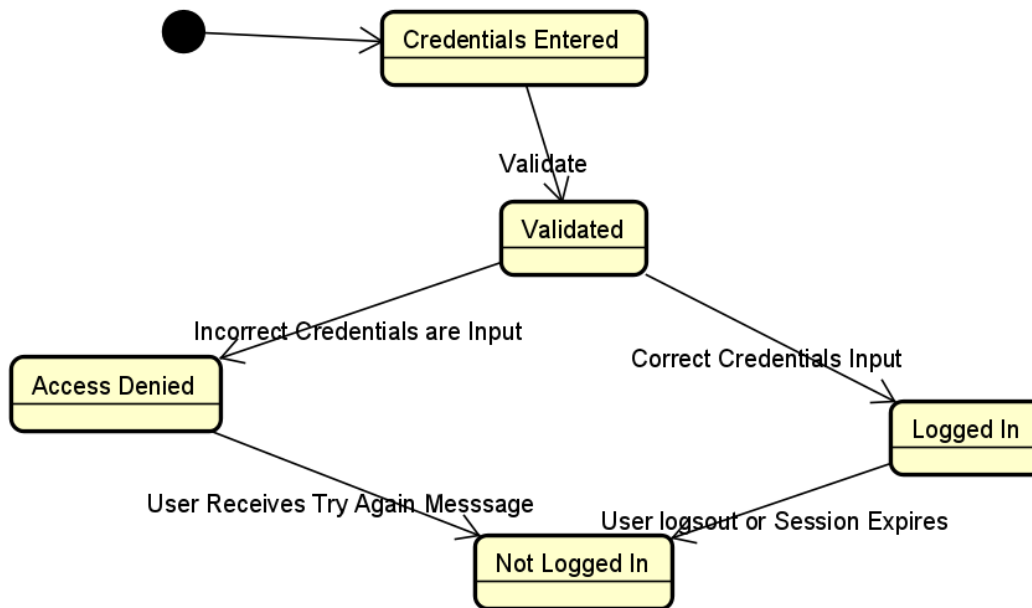 Credentials Entered
Validate
Validated
Incorrect Credentials are Input
Correct Credentials Input
Access Denied
Logged In
User Receives Try Again Messsage
User logsout or Session Expires
Not Logged In